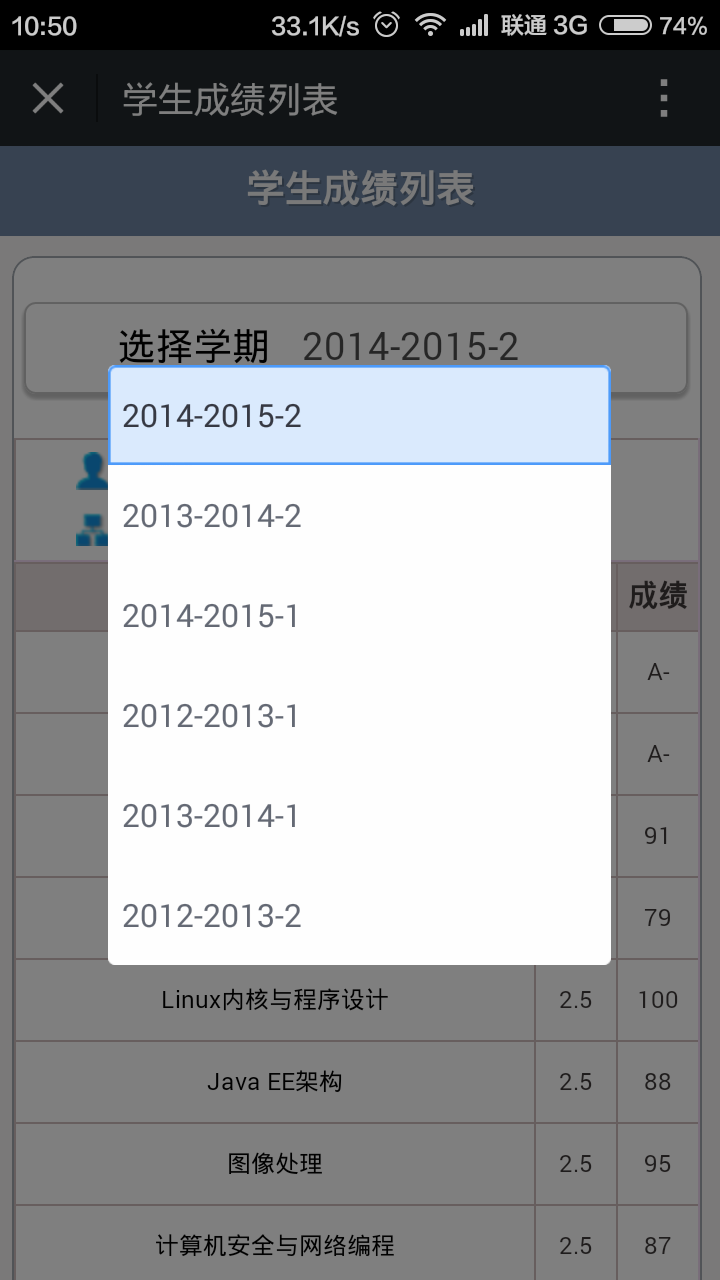 10:50 33.1K/s 联通 3G 74%
学生成绩列表
学生成绩列表
选择学期 2014-2015-2
2014-2015-2
2013-2014-2
2014-2015-1
2012-2013-1
2013-2014-1
2012-2013-2
成绩
A-
A-
91
79
Linux内核与程序设计 2.5 100
Java EE架构 2.5 88
图像处理 2.5 95
计算机安全与网络编程 2.5 87